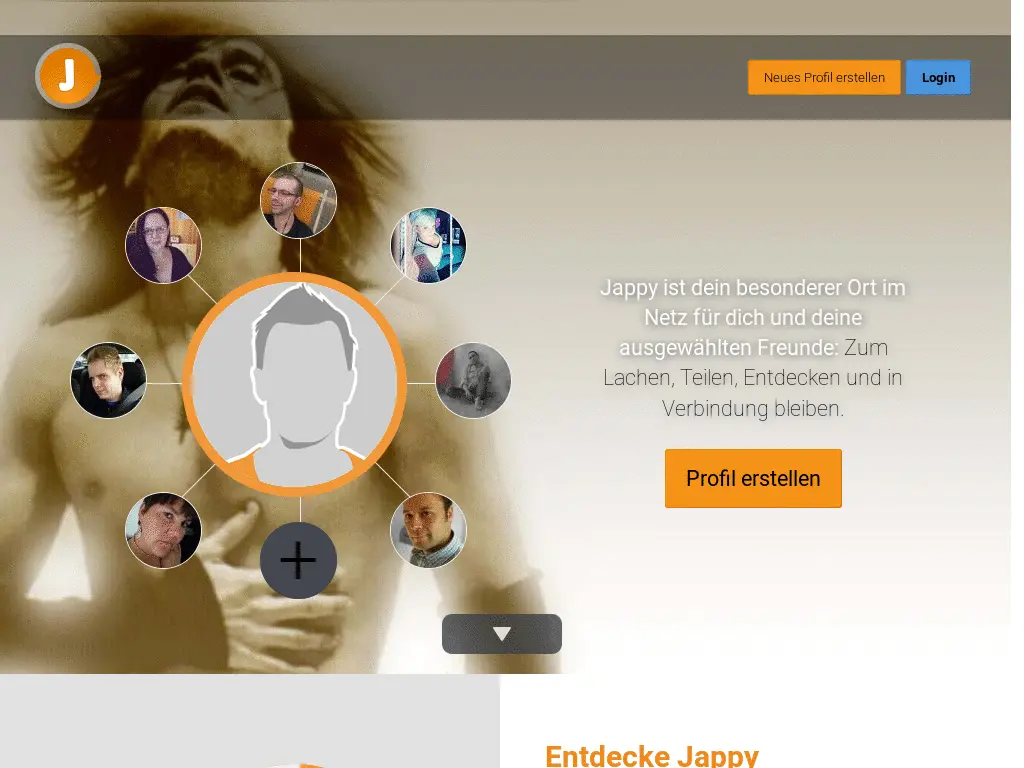 J
Neues Profil erstellen
Login
Jappy ist dein besonderer Ort im
Netz für dich und deine
ausgewählten Freunde: Zum
Lachen, Teilen, Entdecken und in
Verbindung bleiben.
Profil erstellen
Entdecke Jappy